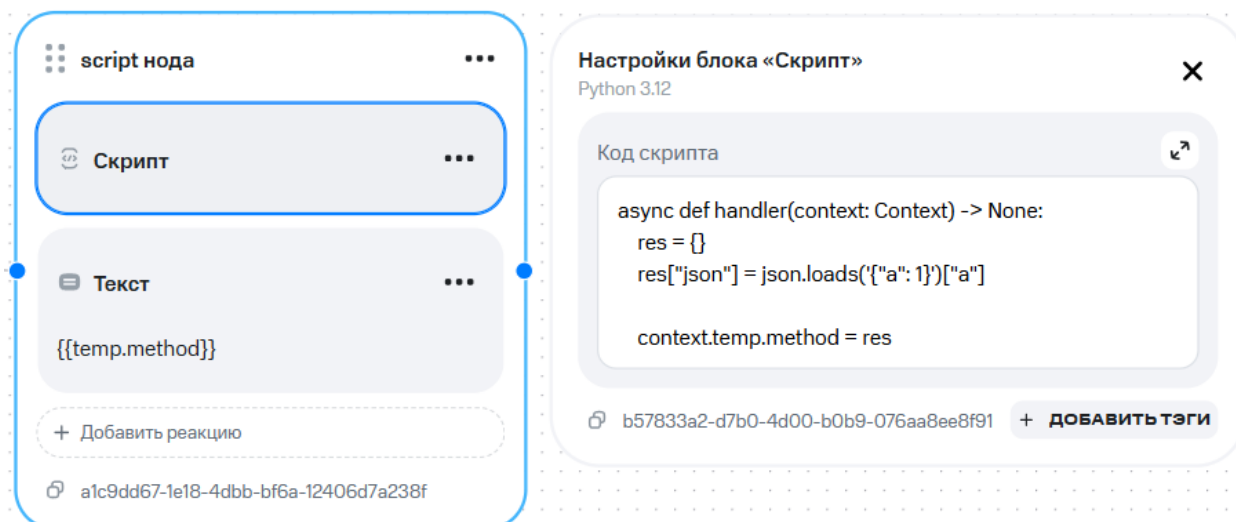 script нода
Скрипт
Текст
{{temp.method}}
+ Добавить реакцию
a1c9dd67-1e18-4dbb-bf6a-12406d7a238f
Настройки блока «Скрипт»
Python 3.12
Код скрипта
async def handler(context: Context) -> None:
    res = {}
    res["json"] = json.loads('{"a": 1}')["a"]
    context.temp.method = res
b57833a2-d7b0-4d00-b0b9-076aa8ee8f91
+ ДОБАВИТЬ ТЭГИ